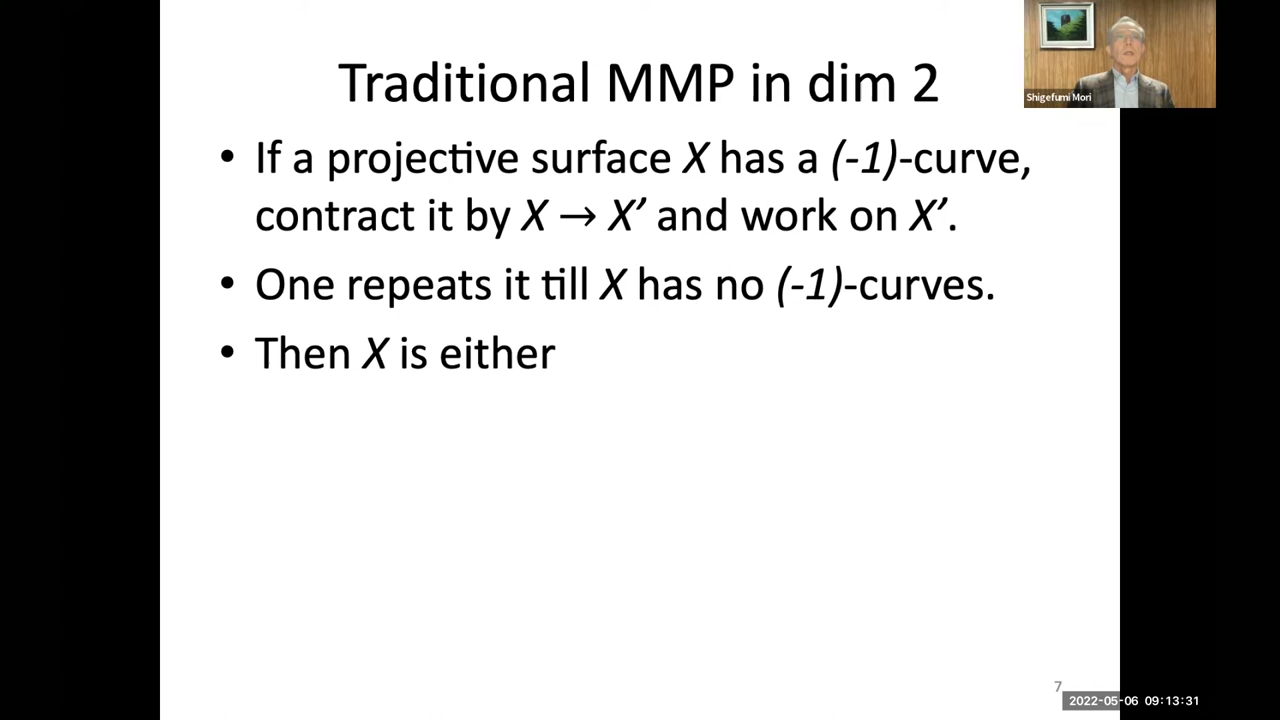 Traditional MMP in dim 2
Shigefumi Mori
• If a projective surface X has a (-1)-curve,
contract it by X → X’ and work on X’.
• One repeats it till X has no (-1)-curves.
• Then X is either
7
2022-05-06 09:13:31